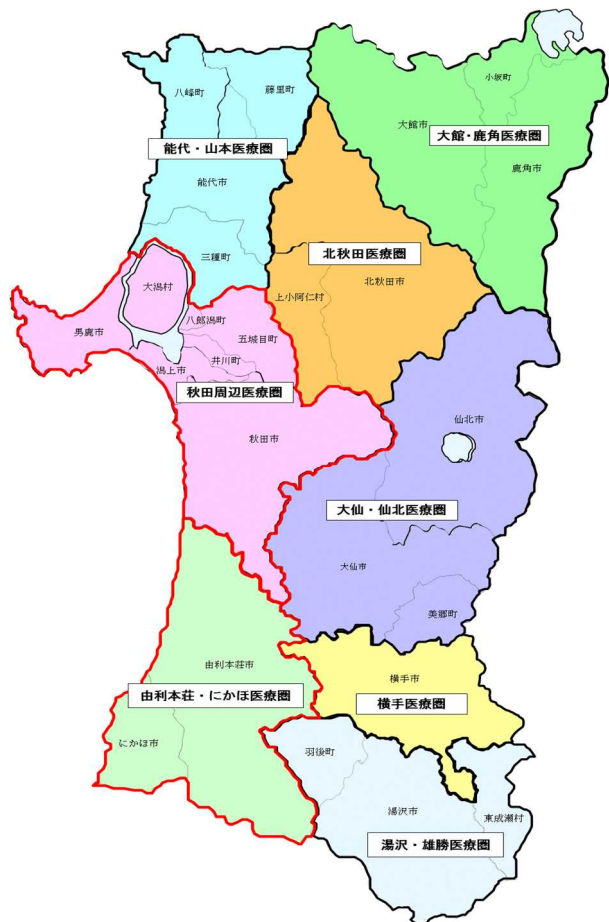 小坂町
八峰町
藤里町
大館市
大館・鹿角医療圏
能代・山本医療圏
鹿角市
能代市
三種町
北秋田医療圏
北秋田市
大潟村
上小阿仁村
八郎潟町
男鹿市
五城目町
井川町
潟上市
秋田周辺医療圏
仙北市
秋田市
大仙・仙北医療圏
大仙市
美郷町
由利本荘市
横手市
由利本荘・にかほ医療圏
横手医療圏
にかほ市
羽後町
湯沢市
東成瀬村
湯沢・雄勝医療圏